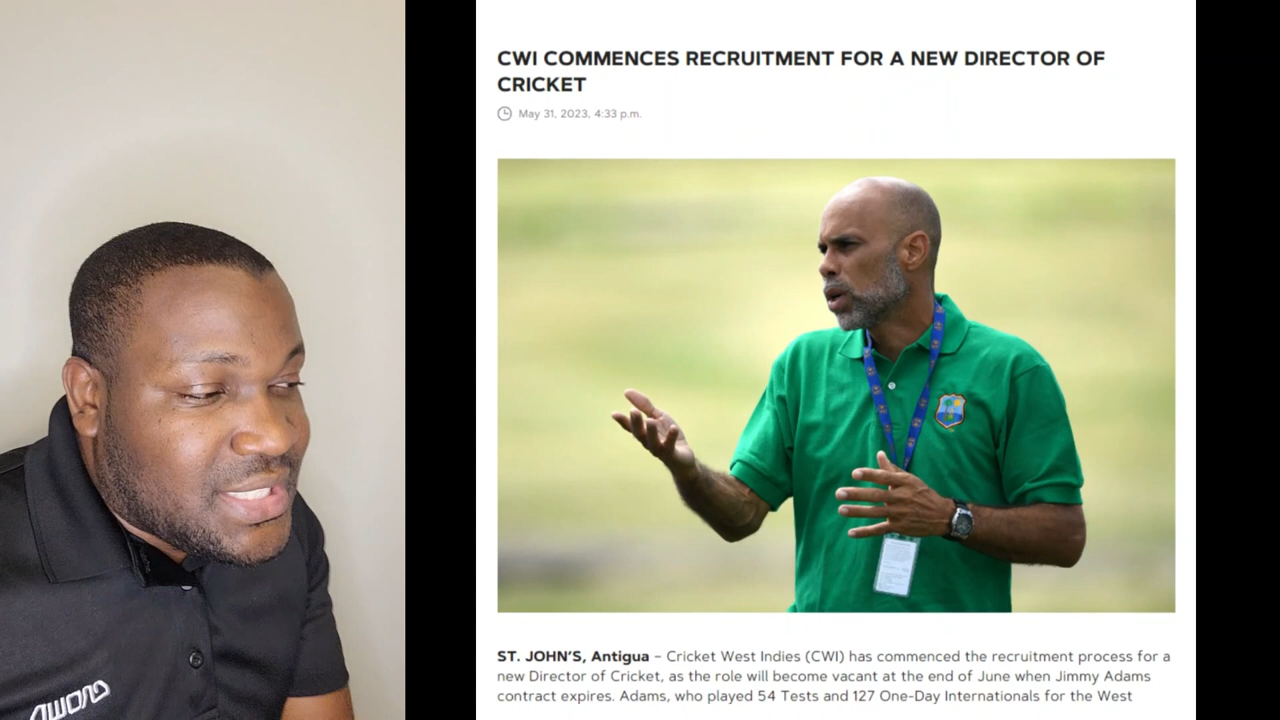 CWI COMMENCES RECRUITMENT FOR A NEW DIRECTOR OF
CRICKET
May 31, 2023, 4:33 p.m.
ST. JOHN'S, Antigua – Cricket West Indies (CWI) has commenced the recruitment process for a
new Director of Cricket, as the role will become vacant at the end of June when Jimmy Adams
contract expires. Adams, who played 54 Tests and 127 One-Day Internationals for the West